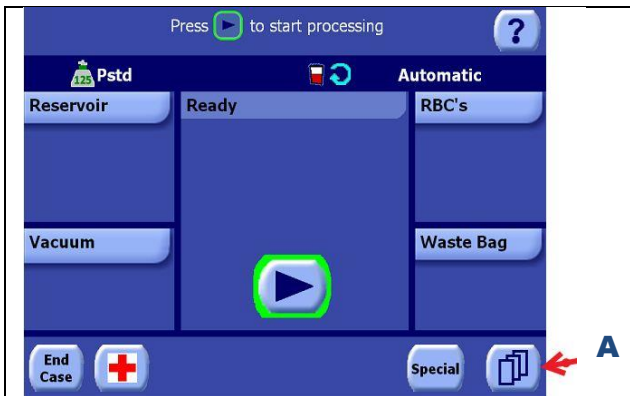 Press to start processing
?
125 Pstd
Automatic
Reservoir
Ready
RBC's
Vacuum
Waste Bag
End
Case
Special
A